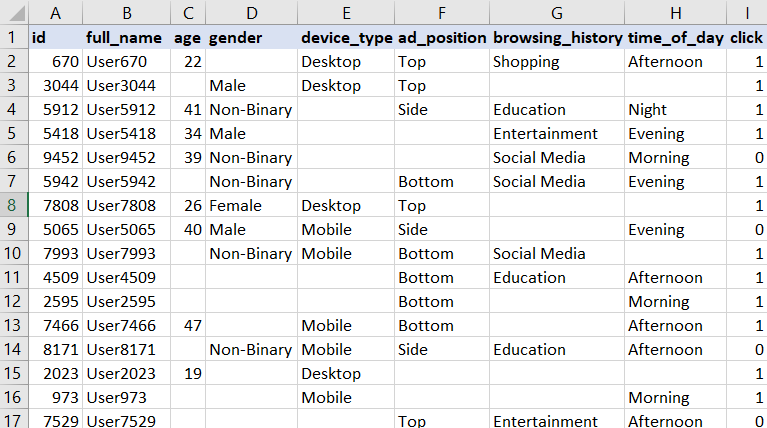 A B C D E F G H I
1 id full_name age gender device_type ad_position browsing_history time_of_day click
2 670 User670 22 Desktop Top Shopping Afternoon 1
3 3044 User3044 Male Desktop Top 1
4 5912 User5912 41 Non-Binary Side Education Night 1
5 5418 User5418 34 Male Entertainment Evening 1
6 9452 User9452 39 Non-Binary Social Media Morning 0
7 5942 User5942 Non-Binary Bottom Social Media Evening 1
8 7808 User7808 26 Female Desktop Top 1
9 5065 User5065 40 Male Mobile Side Evening 0
10 7993 User7993 Non-Binary Mobile Bottom Social Media 1
11 4509 User4509 Bottom Education Afternoon 1
12 2595 User2595 Bottom Morning 1
13 7466 User7466 47 Mobile Bottom Afternoon 1
14 8171 User8171 Non-Binary Mobile Side Education Afternoon 0
15 2023 User2023 19 Desktop 1
16 973 User973 Mobile Morning 1
17 7529 User7529 Top Entertainment Afternoon 0